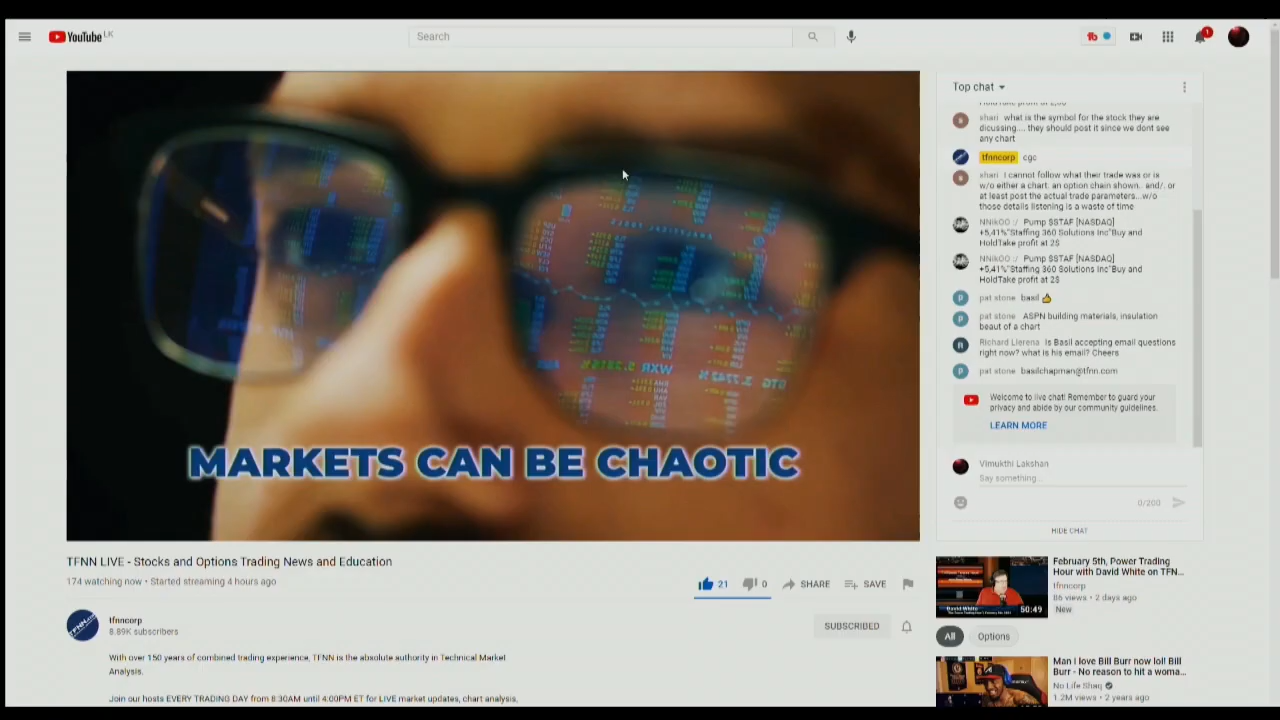 YouTube LK
Search
1
Top chat
shari what is the symbol for the stock they are
dicussing.... they should post it since we dont see
any chart
tfnncorp cgc
shari I cannot follow what their trade was or is
w/o either a chart. an option chain shown. and/. or
at least post the actual trade parameters...w/o
those details listening is a waste of time
NNikOO :/ Pump $STAF [NASDAQ]
+5,41%"Staffing 360 Solutions Inc"Buy and
HoldTake profit at 2$
NNikOO :/ Pump $STAF [NASDAQ]
+5,41%"Staffing 360 Solutions Inc"Buy and
HoldTake profit at 2$
pat stone basil 👍
pat stone ASPN building materials, insulation
beaut of a chart
Richard Llerena Is Basil accepting email questions
right now? what is his email? Cheers
pat stone basilchapman@tfnn.com
Welcome to live chat! Remember to guard your
privacy and abide by our community guidelines.
LEARN MORE
Vimukthi Lakshan
Say something...
0/200
HIDE CHAT
MARKETS CAN BE CHAOTIC
TFNN LIVE - Stocks and Options Trading News and Education
174 watching now • Started streaming 4 hours ago
21 0 SHARE SAVE
tfnncorp
8.89K subscribers
SUBSCRIBED
With over 150 years of combined trading experience, TFNN is the absolute authority in Technical Market
Analysis.
Join our hosts EVERY TRADING DAY from 8:30AM until 4:00PM ET for LIVE market updates, chart analysis,
February 5th, Power Trading
Hour with David White on TFN...
tfnncorp
86 views • 2 days ago
New
David White
50:49
All Options
Man I love Bill Burr now lol! Bill
Burr - No reason to hit a woma...
No Life Shaq
1.2M views • 2 years ago